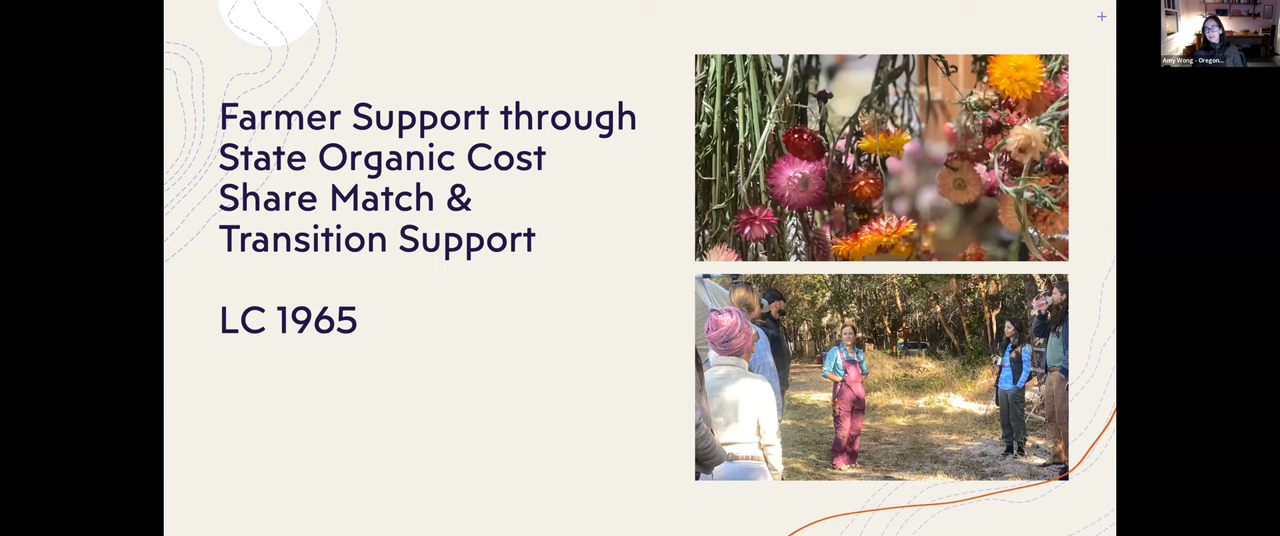 Farmer Support through
State Organic Cost
Share Match &
Transition Support
LC 1965
Amy Wong - Oregon...